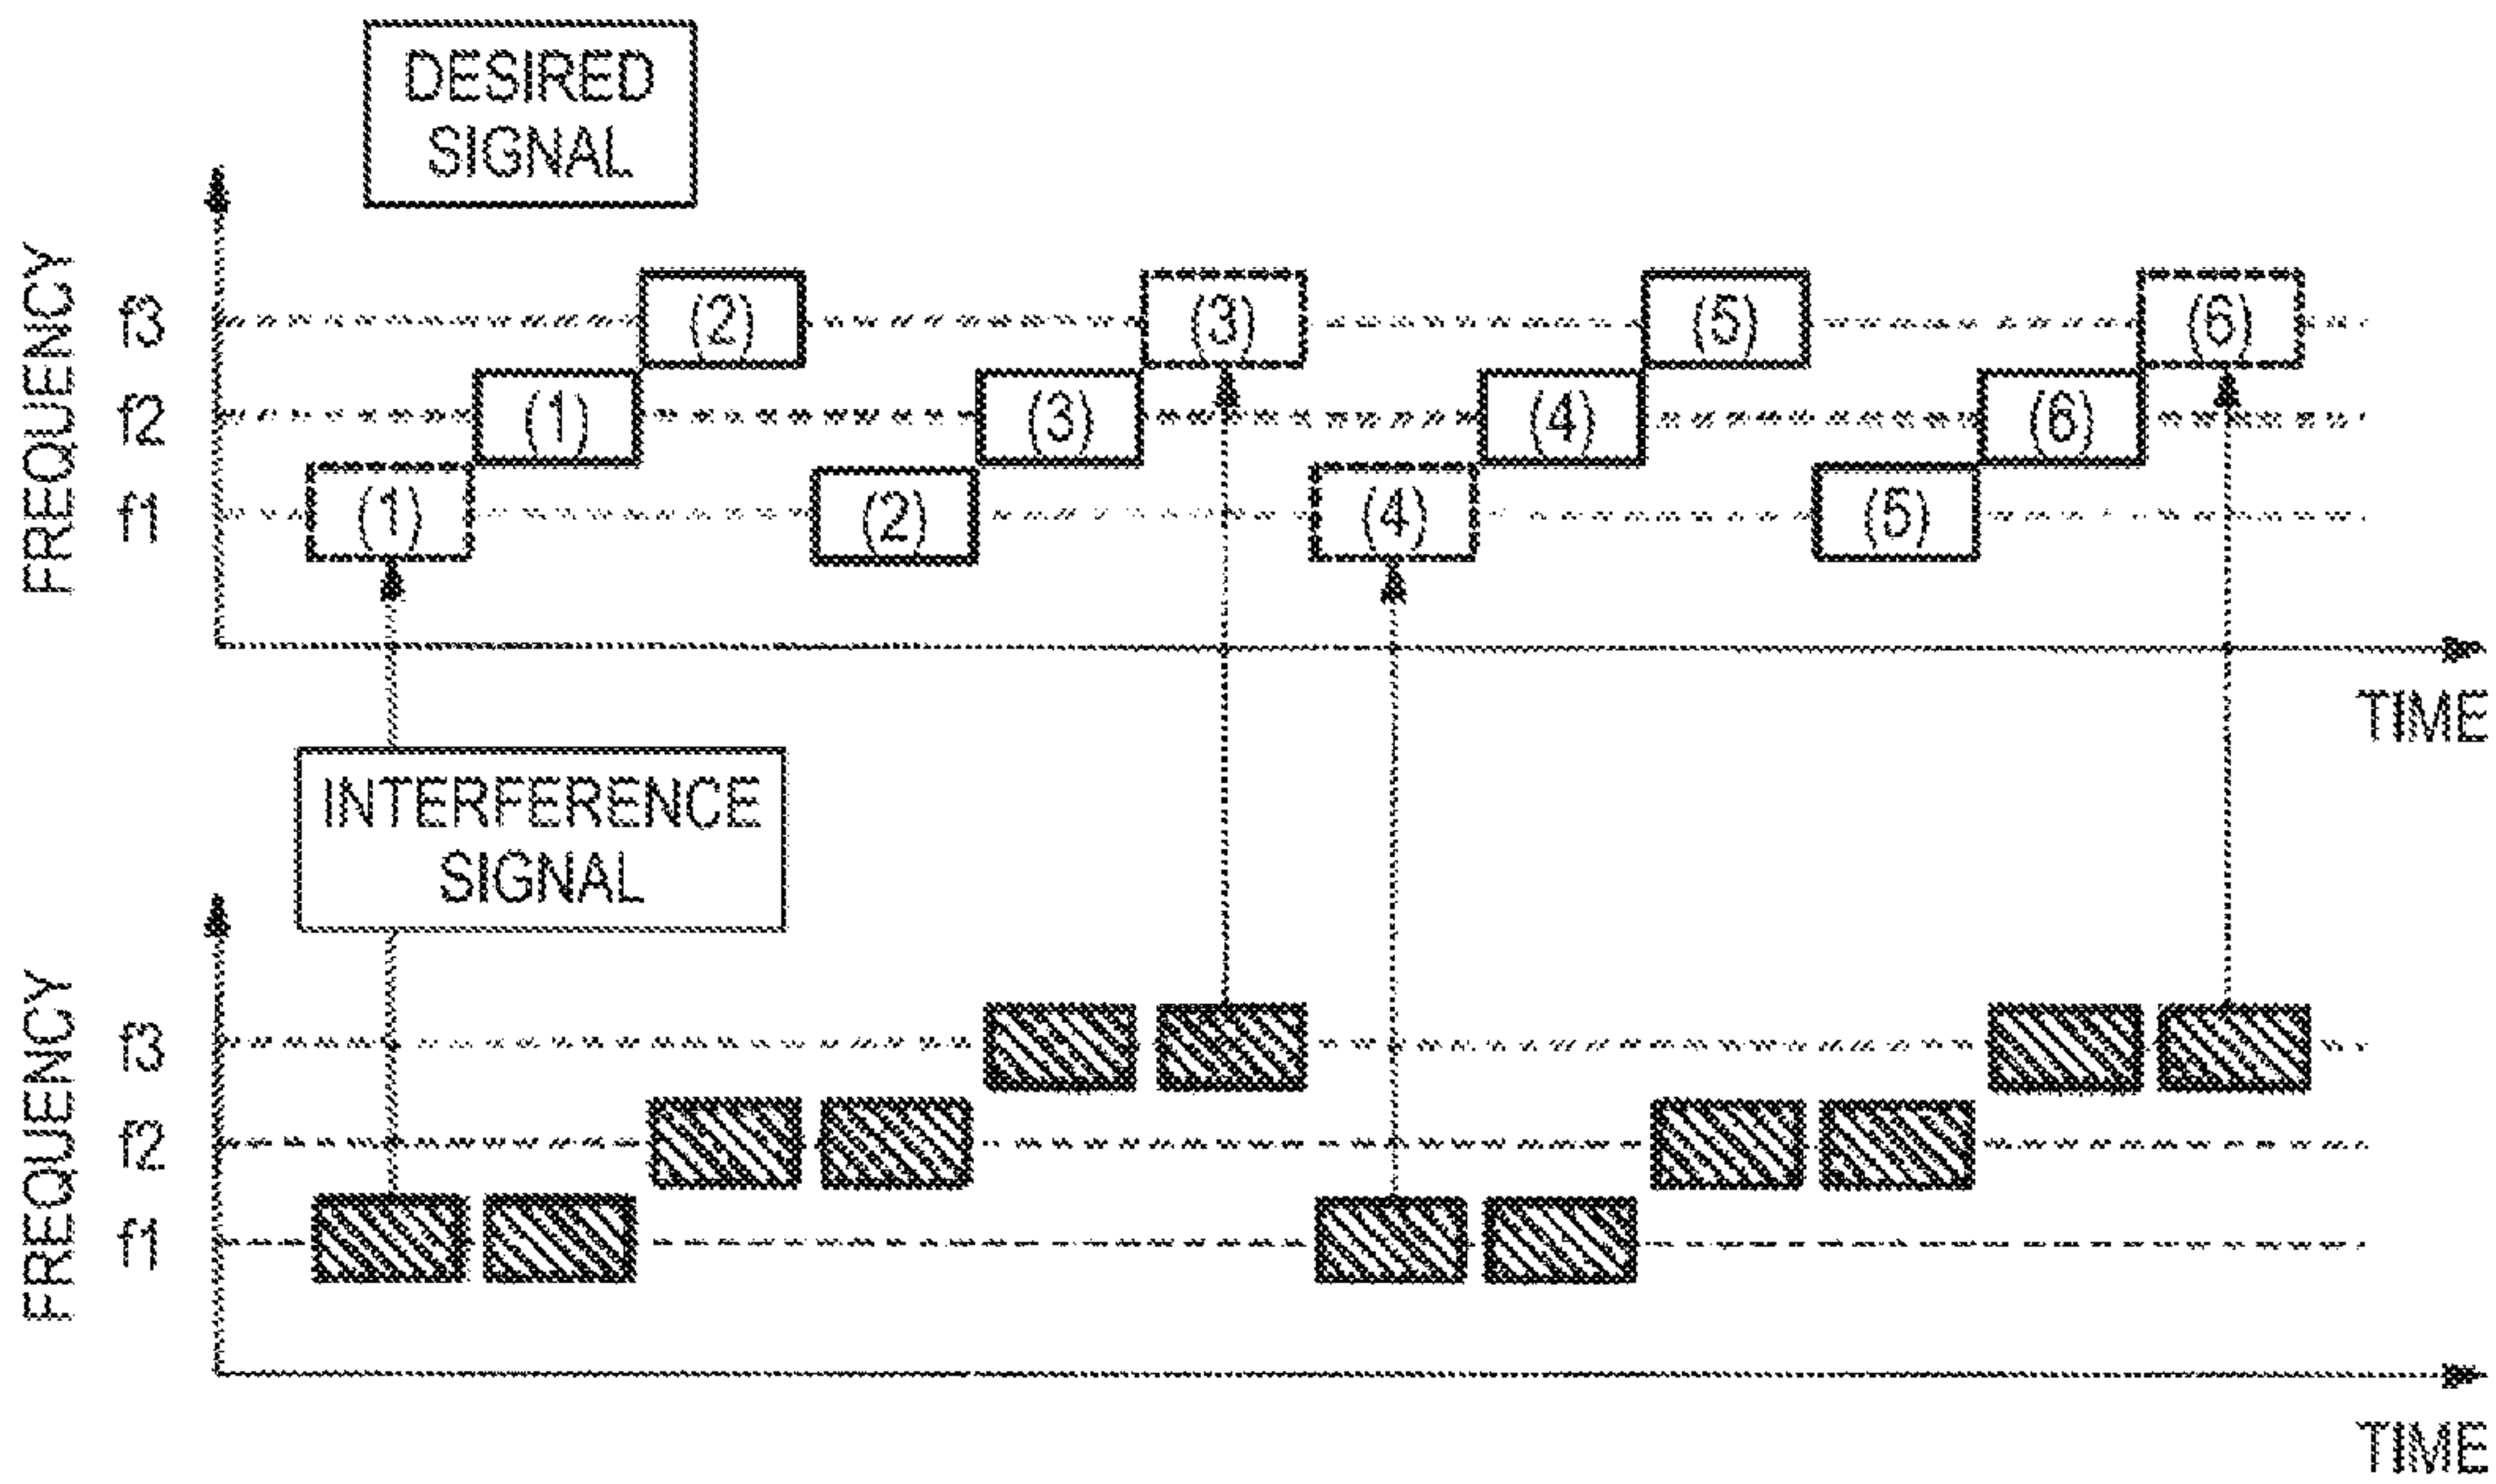 DESIRED
SIGNAL
FREQUENCY
f3
(2)
(3)
(5)
(6)
f2
(1)
(3)
(4)
(6)
f1
(1)
(2)
(4)
(5)
TIME
INTERFERENCE
SIGNAL
FREQUENCY
f3
f2
f1
TIME